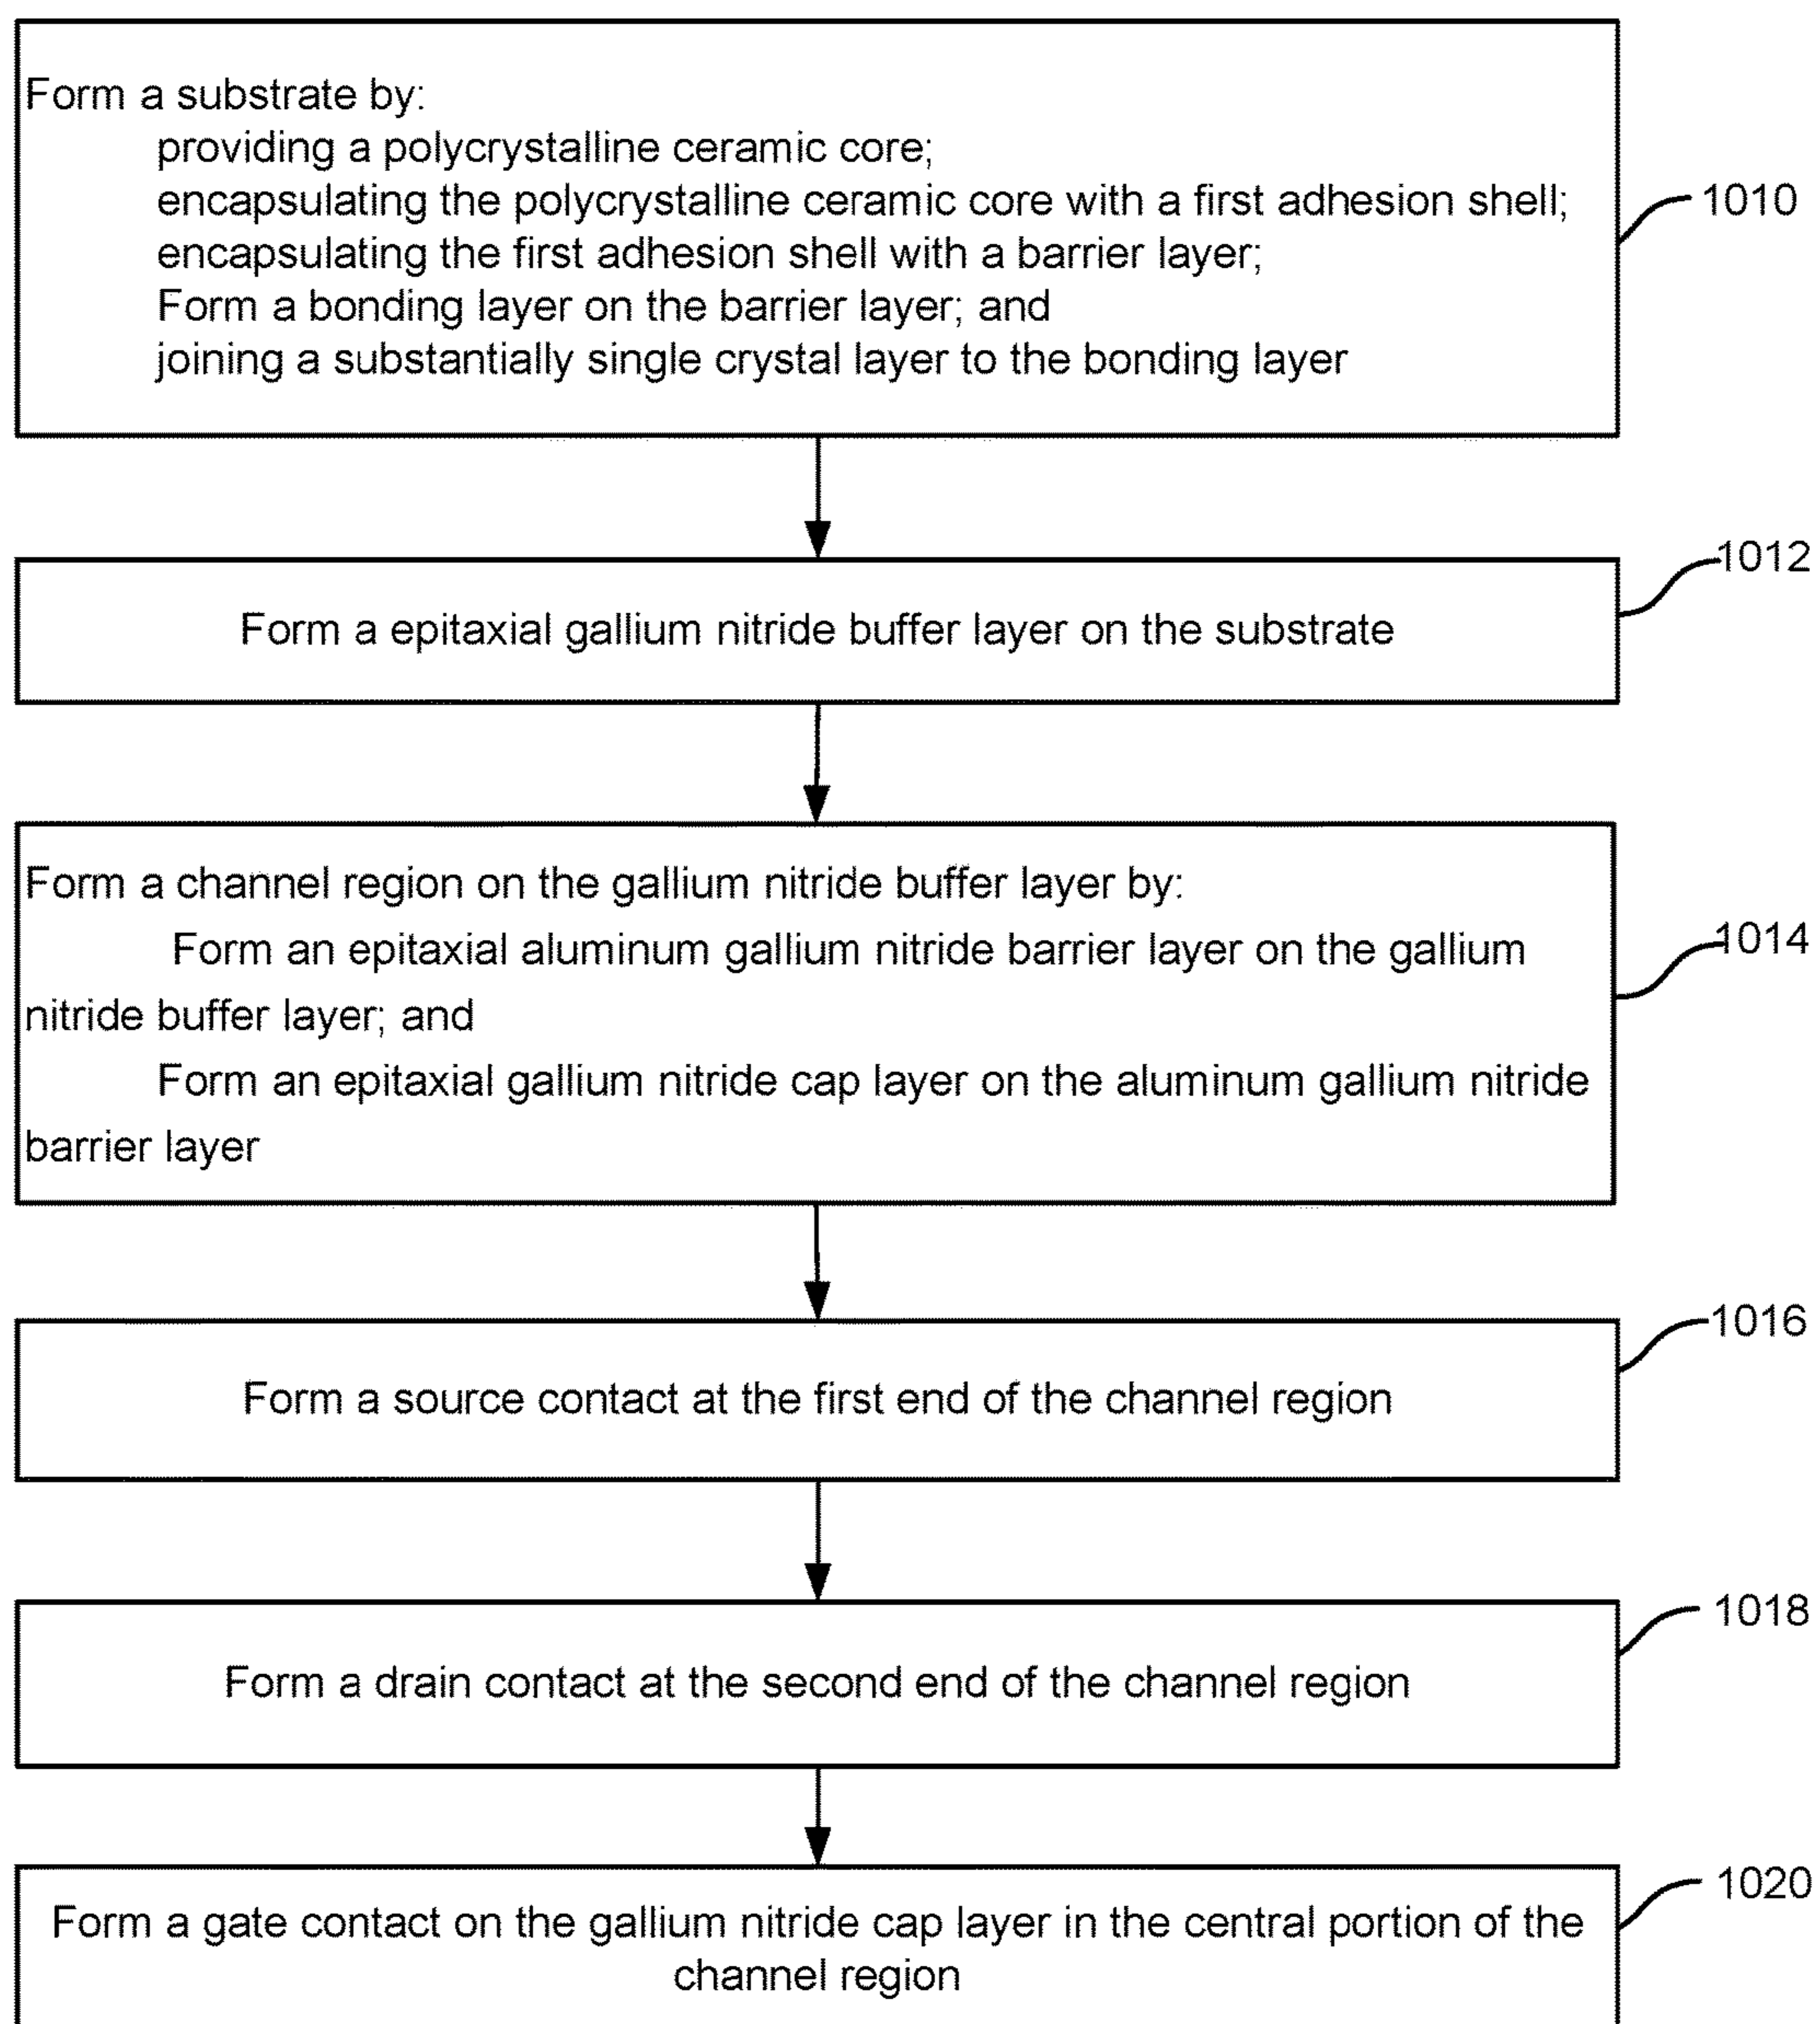 Form a substrate by:
providing a polycrystalline ceramic core;
encapsulating the polycrystalline ceramic core with a first adhesion shell;
encapsulating the first adhesion shell with a barrier layer;
Form a bonding layer on the barrier layer; and
joining a substantially single crystal layer to the bonding layer
1010
Form a epitaxial gallium nitride buffer layer on the substrate
1012
Form a channel region on the gallium nitride buffer layer by:
Form an epitaxial aluminum gallium nitride barrier layer on the gallium
nitride buffer layer; and
Form an epitaxial gallium nitride cap layer on the aluminum gallium nitride
barrier layer
1014
Form a source contact at the first end of the channel region
1016
Form a drain contact at the second end of the channel region
1018
Form a gate contact on the gallium nitride cap layer in the central portion of the
channel region
1020